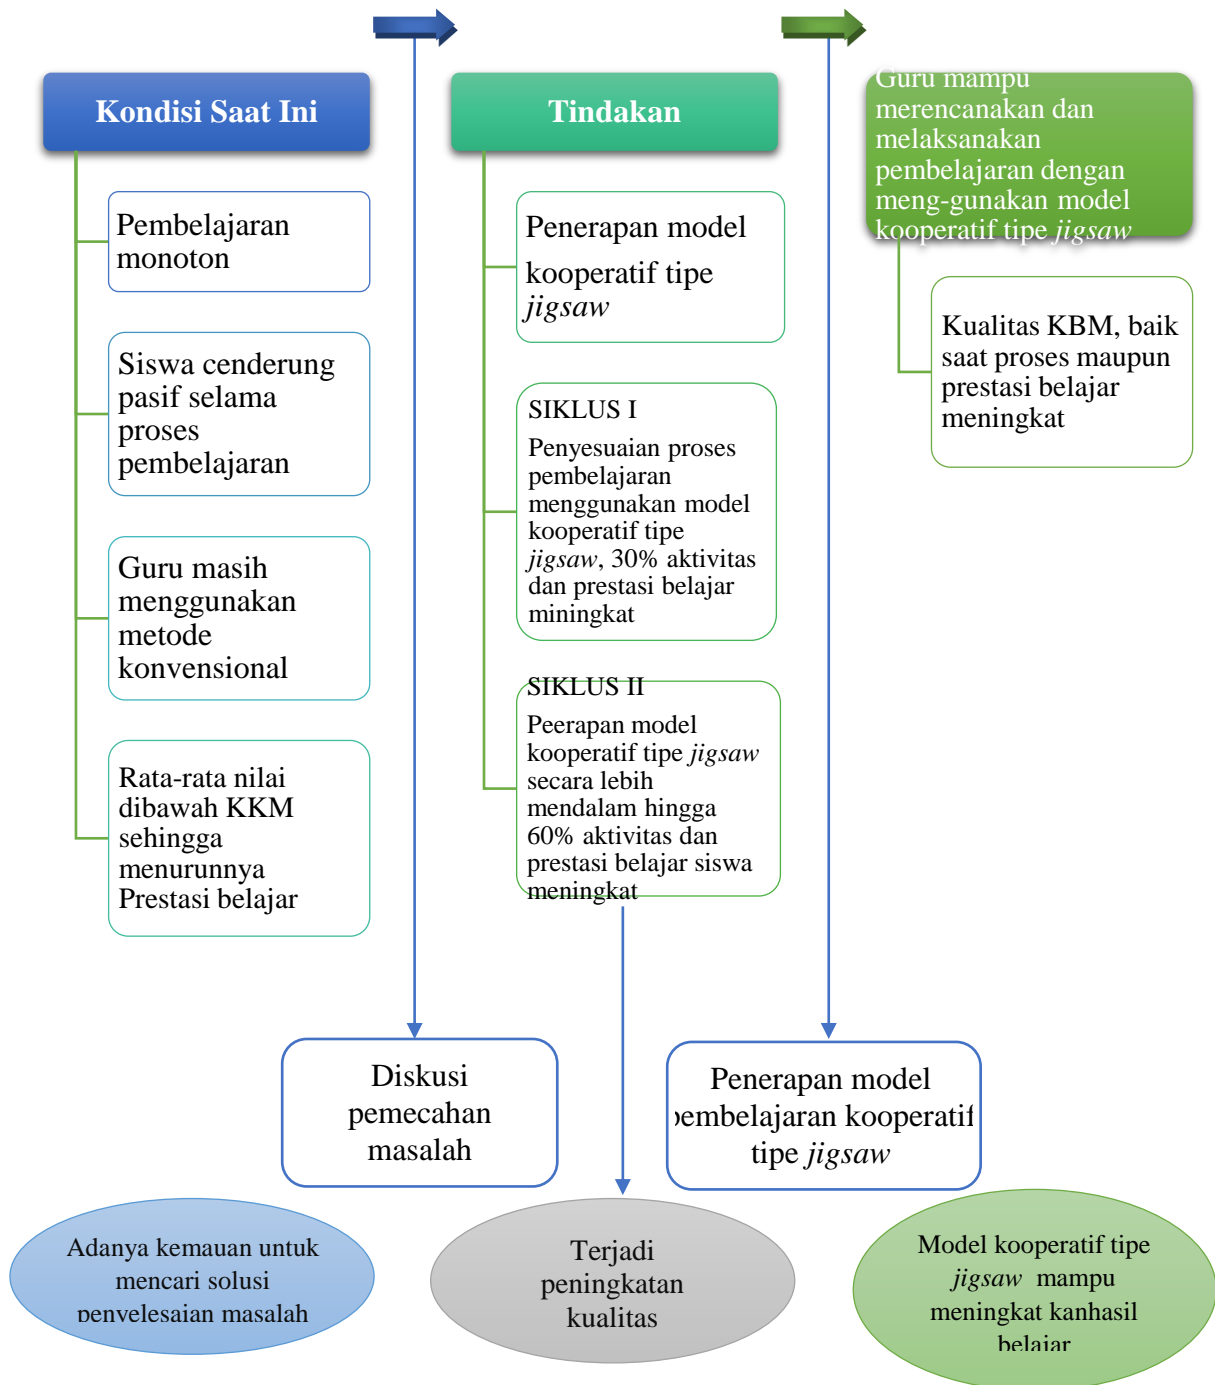 Kondisi Saat Ini
Pembelajaran
monoton
Siswa cenderung
pasif selama
proses
pembelajaran
Guru masih
menggunakan
metode
konvensional
Rata-rata nilai
dibawah KKM
sehingga
menurunnya
Prestasi belajar
Tindakan
Penerapan model
kooperatif tipe
jigsaw
SIKLUS I
Penyesuaian proses
pembelajaran
menggunakan model
kooperatif tipe
jigsaw, 30% aktivitas
dan prestasi belajar
miningkat
SIKLUS II
Peerapan model
kooperatif tipe jigsaw
secara lebih
mendalam hingga
60% aktivitas dan
prestasi belajar siswa
meningkat
Guru mampu
merencanakan dan
melaksanakan
pembelajaran dengan
meng-gunakan model
kooperatif tipe jigsaw
Kualitas KBM, baik
saat proses maupun
prestasi belajar
meningkat
Diskusi
pemecahan
masalah
Penerapan model
pembelajaran kooperatif
tipe jigsaw
Adanya kemauan untuk
mencari solusi
penyelesaian masalah
Terjadi
peningkatan
kualitas
Model kooperatif tipe
jigsaw mampu
meningkat kanhasil
belajar